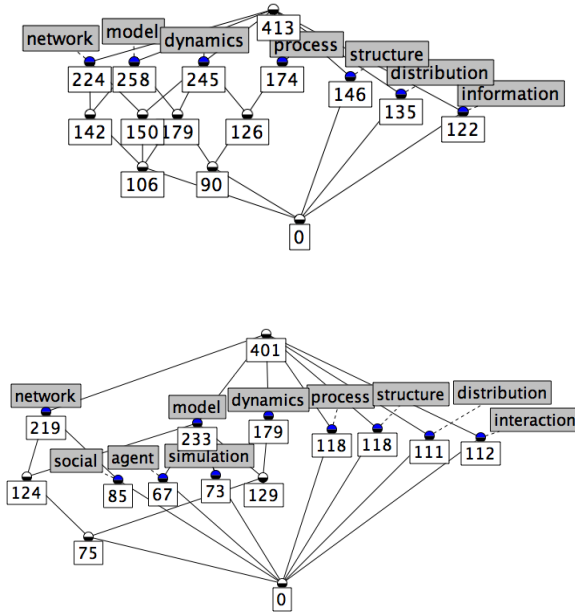 413
network model dynamics process structure distribution information
224 258 245 174 146 135 122
142 150 179 126
106 90
0
401
network model dynamics process structure distribution interaction
219 233 179 118 118 111 112
social agent simulation
124 85 67 73 129
75
0